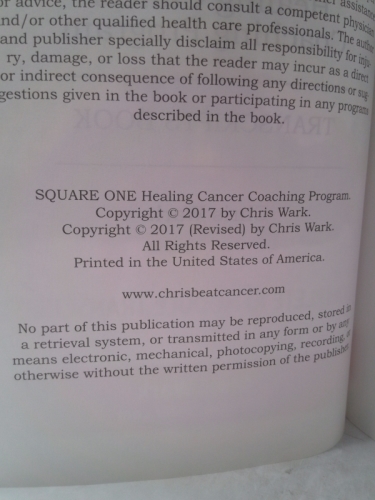 or advice, the reader should consult a competent physician
and/or other qualified health care professionals. The author
and publisher specially disclaim all responsibility for inju-
ry, damage, or loss that the reader may incur as a direct
or indirect consequence of following any directions or sug
gestions given in the book or participating in any programs
described in the book.
SQUARE ONE Healing Cancer Coaching Program.
Copyright © 2017 by Chris Wark.
Copyright © 2017 (Revised) by Chris Wark.
All Rights Reserved.
Printed in the United States of America.
www.chrisbeatcancer.com
No part of this publication may be reproduced, stored in
a retrieval system, or transmitted in any form or by any
means electronic, mechanical, photocopying, recording,
otherwise without the written permission of the publisher